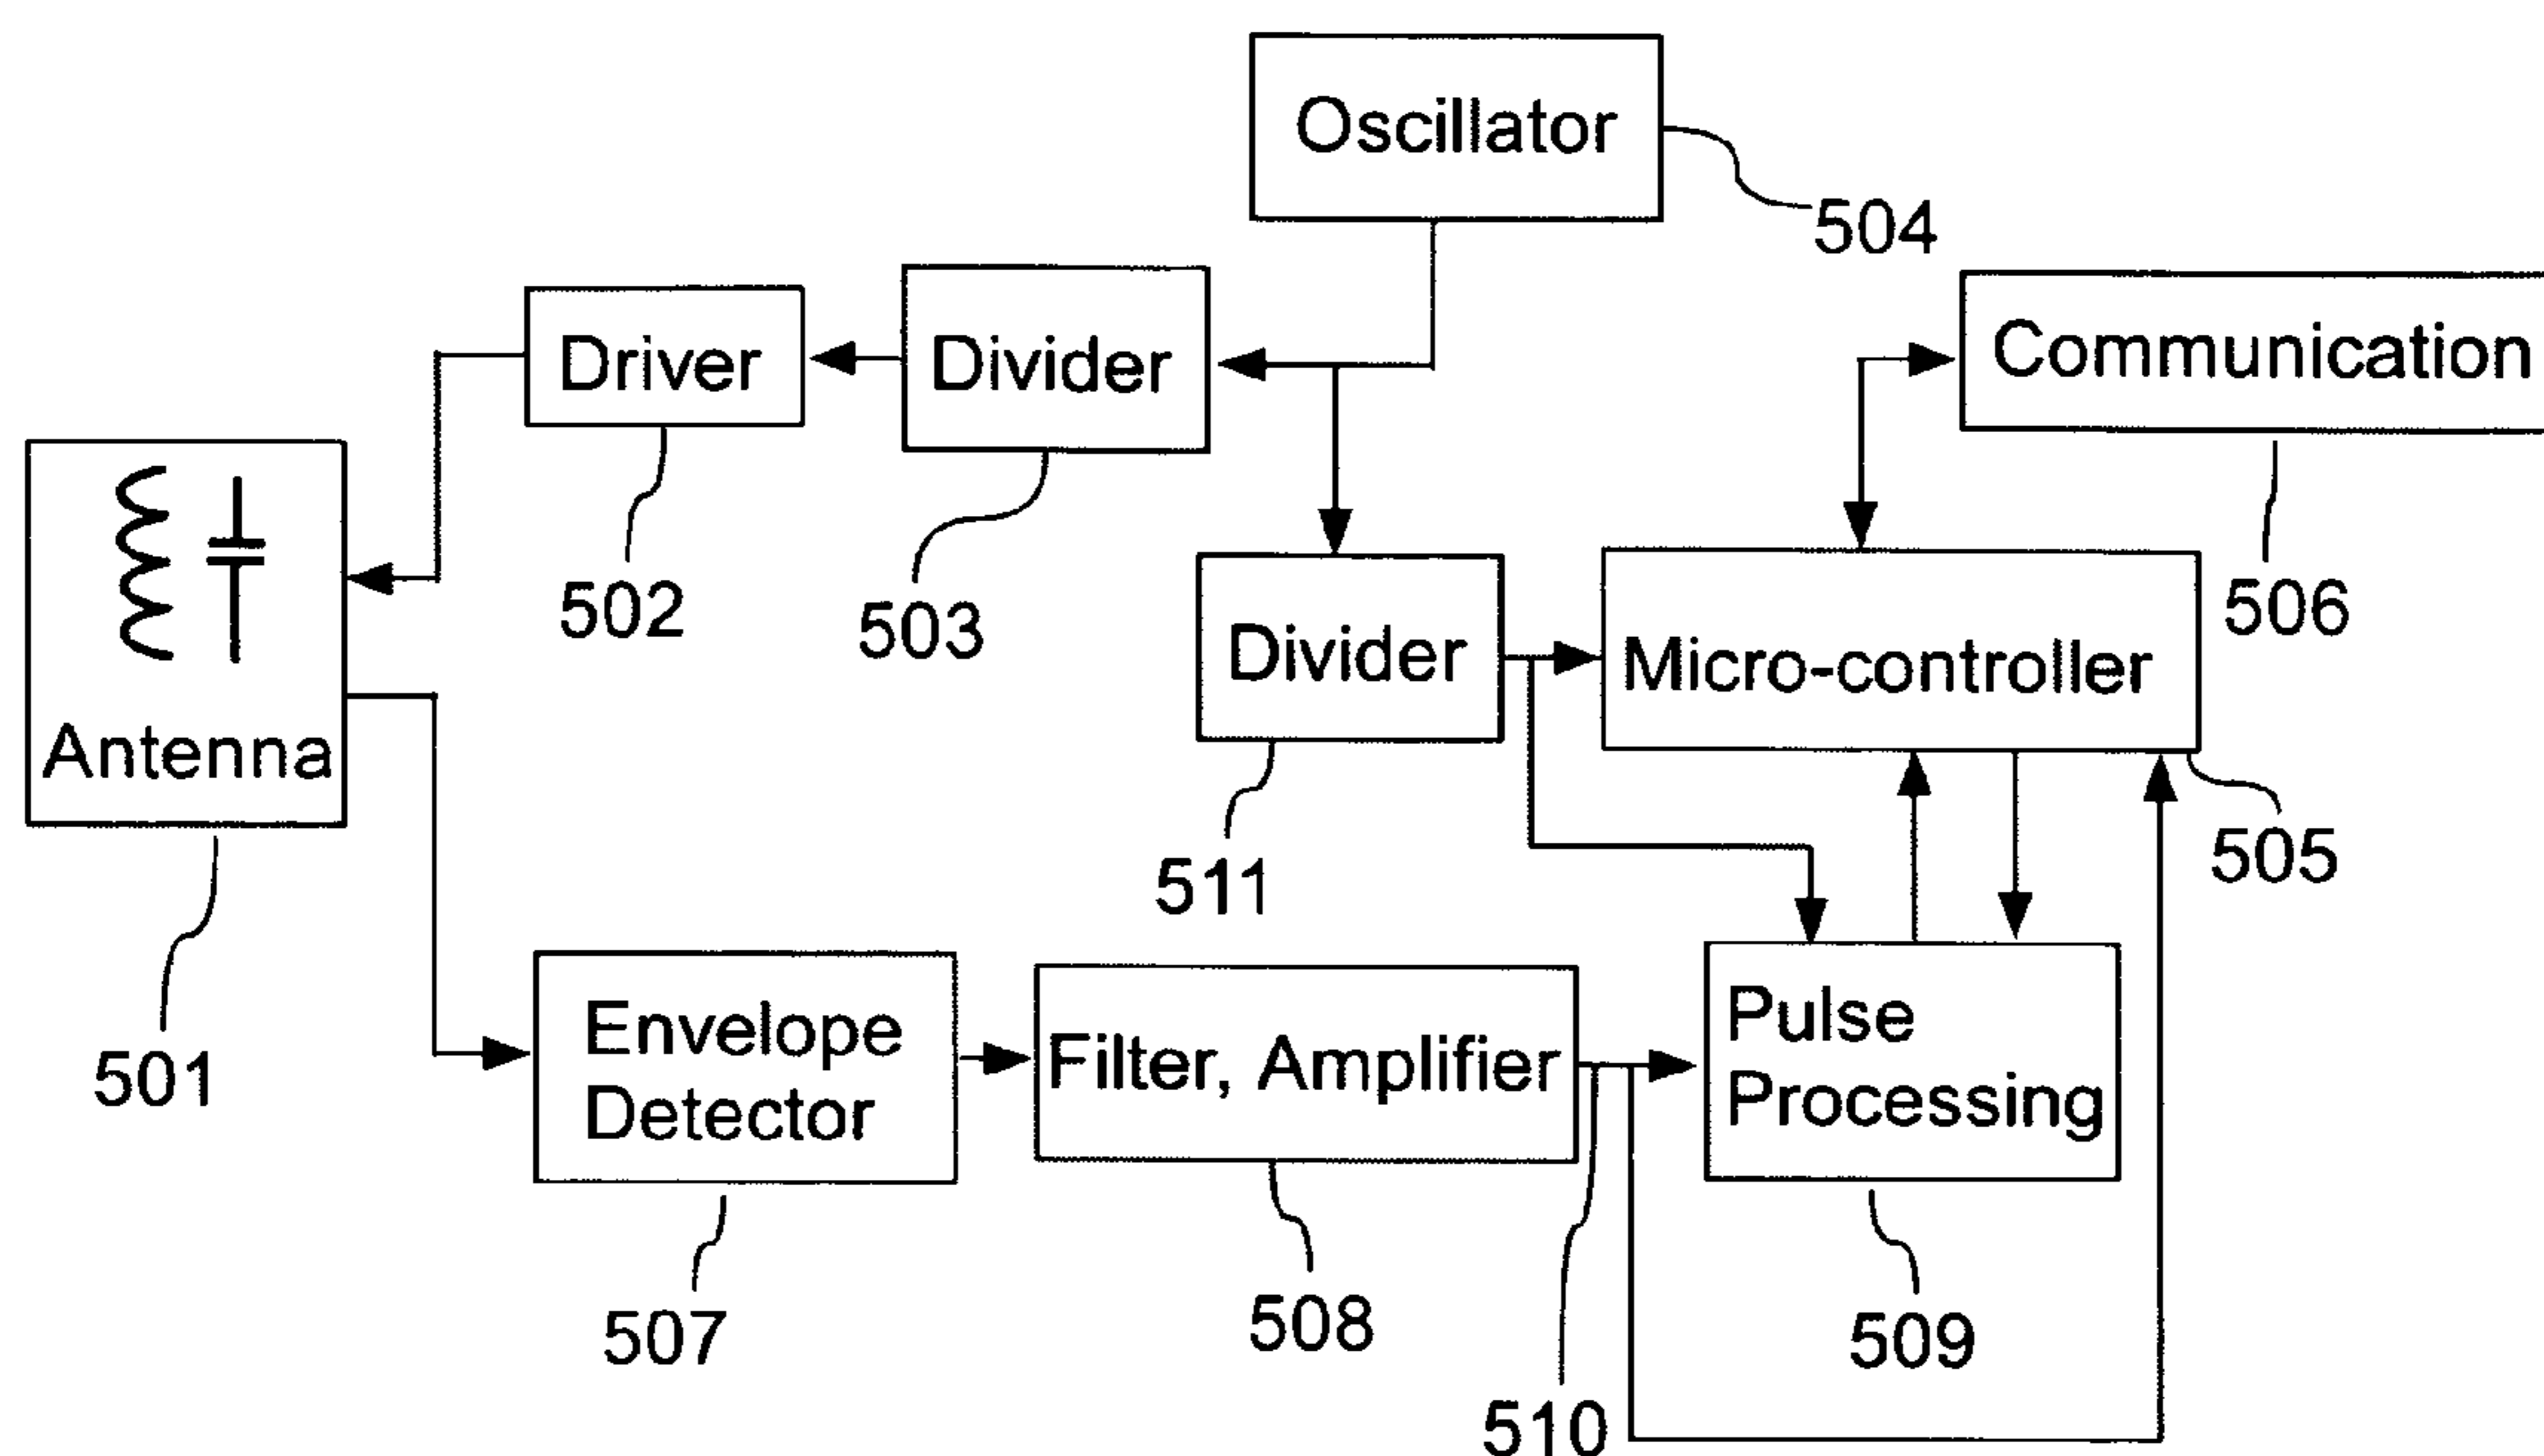 Oscillator
504
Communication
Driver
Divider
502
503
506
Divider
Micro-controller
Antenna
511
505
501
Envelope
Detector
Filter, Amplifier
Pulse
Processing
507
508
509
510